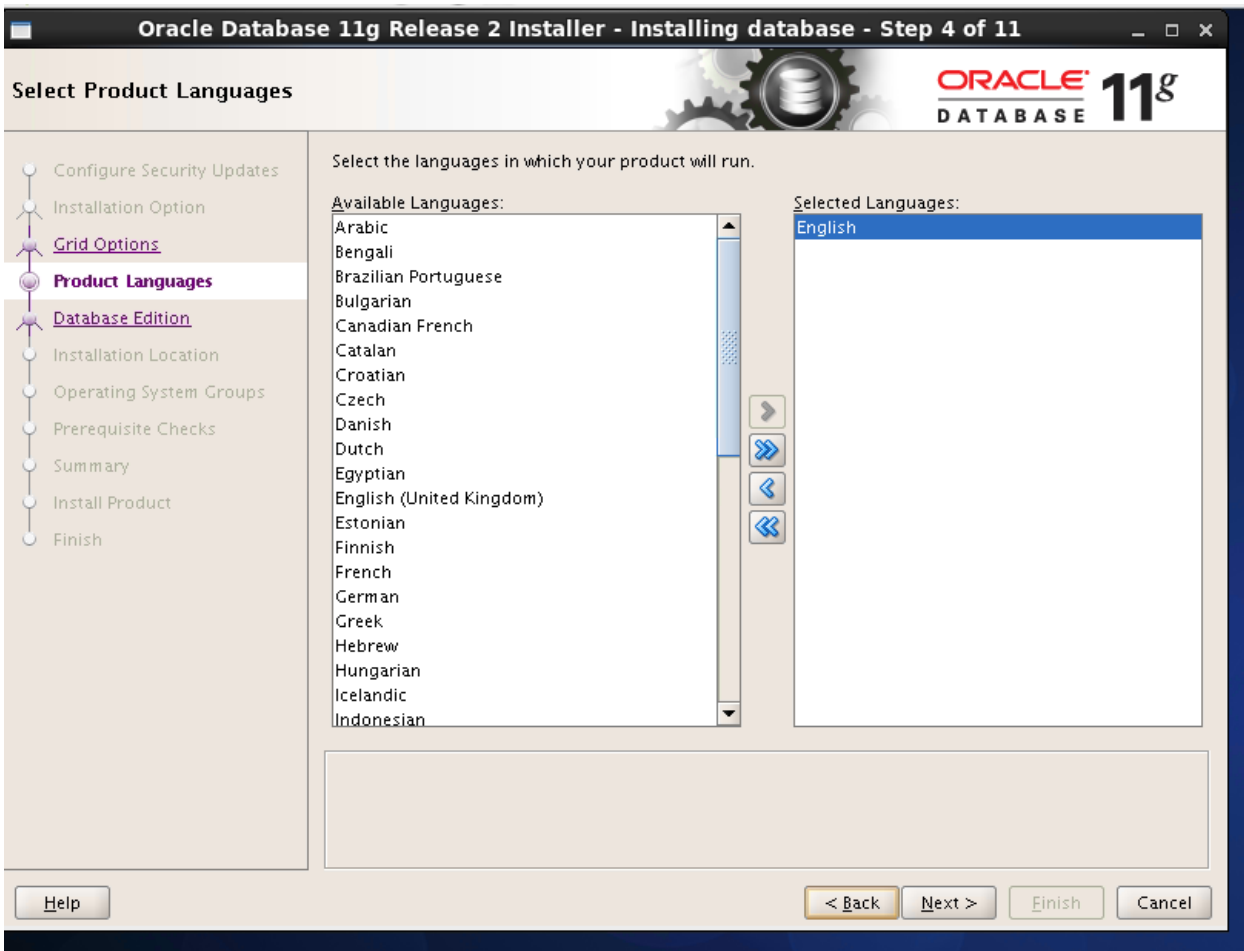 Oracle Database 11g Release 2 Installer - Installing database - Step 4 of 11
Select Product Languages
ORACLE DATABASE 11g
Configure Security Updates
Installation Option
Grid Options
Product Languages
Database Edition
Installation Location
Operating System Groups
Prerequisite Checks
Summary
Install Product
Finish
Select the languages in which your product will run.
Available Languages:
Arabic
Bengali
Brazilian Portuguese
Bulgarian
Canadian French
Catalan
Croatian
Czech
Danish
Dutch
Egyptian
English (United Kingdom)
Estonian
Finnish
French
German
Greek
Hebrew
Hungarian
Icelandic
Indonesian
Selected Languages:
English
Help
< Back
Next >
Finish
Cancel